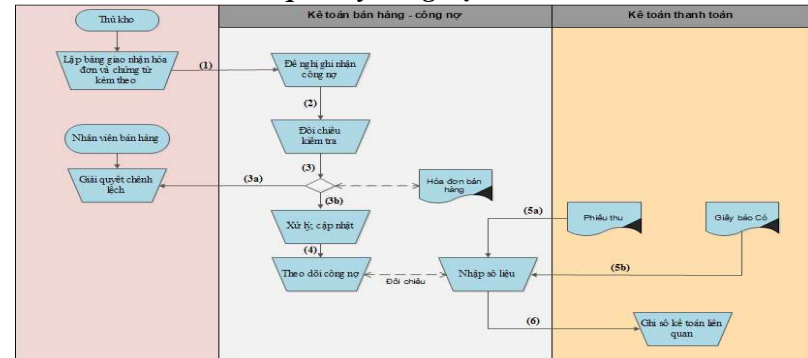 Kế toán bán hàng - công nợ
Kế toán thanh toán
Thủ kho
Lập bảng giao nhận hóa
đơn và chứng từ
kèm theo
(1)
Đề nghị ghi nhận
công nợ
(2)
Nhân viên bán hàng
Đối chiếu
kiểm tra
(3)
Giải quyết chênh
lệch
(3a)
Hóa đơn bán
hàng
(3b)
Xử lý, cập nhật
(5a)
Phiếu thu
Giấy báo Có
(4)
Theo dõi công nợ
Đối chiếu
Nhập số liệu
(5b)
(6)
Ghi sổ kế toán liên
quan